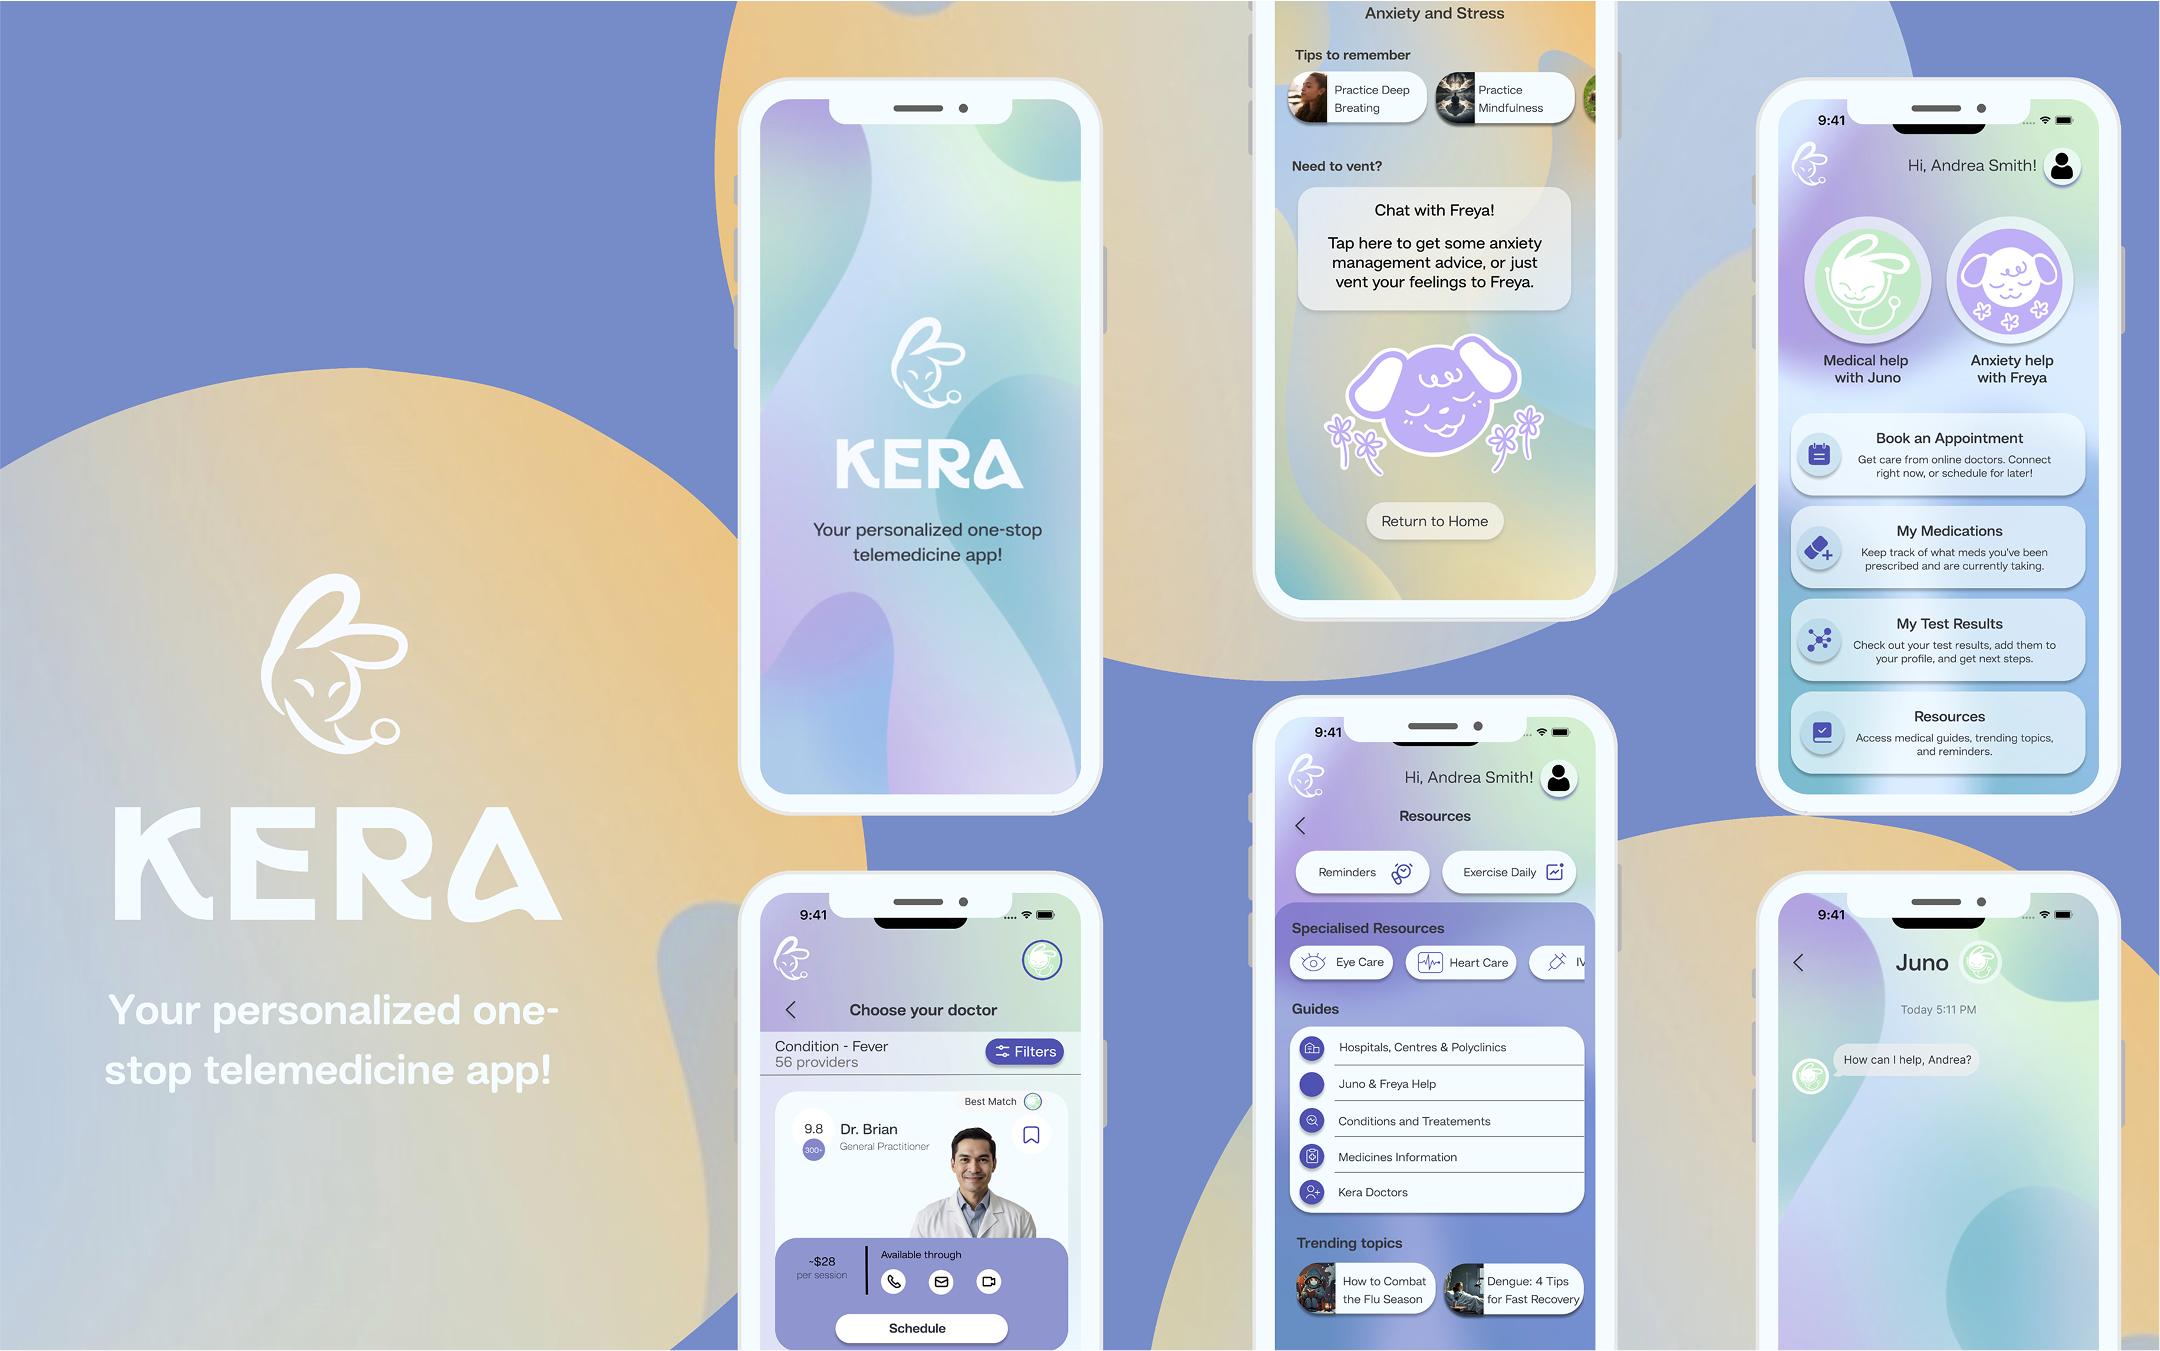 KERA
Your personalized one-
stop telemedicine app!
KERA
Your personalized one-stop
telemedicine app!
9:41
Choose your doctor
Condition - Fever
56 providers
Filters
Best Match
9.8
300+
Dr. Brian
General Practitioner
~$28
per session
Available through
Schedule
Anxiety and Stress
Tips to remember
Practice Deep
Breating
Practice
Mindfulness
Need to vent?
Chat with Freya!
Tap here to get some anxiety
management advice, or just
vent your feelings to Freya.
Return to Home
9:41
Hi, Andrea Smith!
Resources
Reminders
Exercise Daily
Specialised Resources
Eye Care
Heart Care
IV
Guides
Hospitals, Centres & Polyclinics
Juno & Freya Help
Conditions and Treatements
Medicines Information
Kera Doctors
Trending topics
How to Combat
the Flu Season
Dengue: 4 Tips
for Fast Recovery
9:41
Hi, Andrea Smith!
Medical help
with Juno
Anxiety help
with Freya
Book an Appointment
Get care from online doctors. Connect
right now, or schedule for later!
My Medications
Keep track of what meds you've been
prescribed and are currently taking.
My Test Results
Check out your test results, add them to
your profile, and get next steps.
Resources
Access medical guides, trending topics,
and reminders.
9:41
Juno
Today 5:11 PM
How can I help, Andrea?